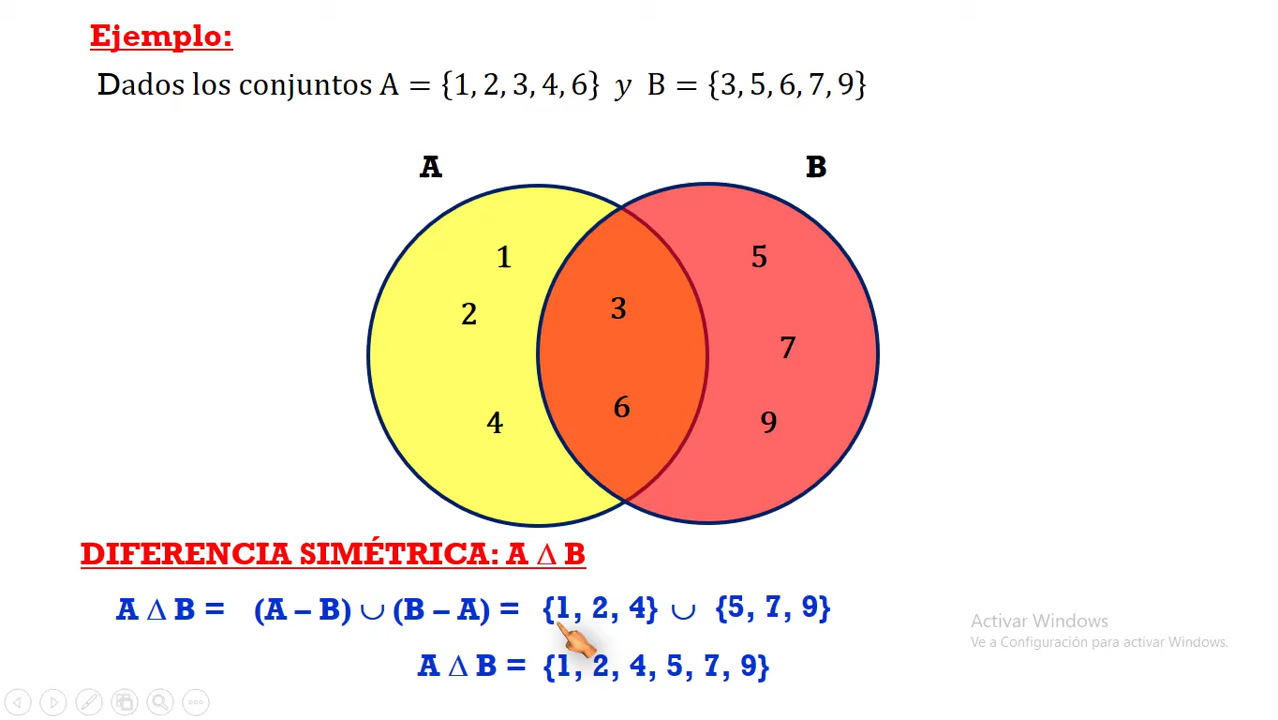 Ejemplo:
Dados los conjuntos A = {1, 2, 3, 4, 6} y B = {3, 5, 6, 7, 9}
A B
1 5
2 3 7
4 6 9
DIFERENCIA SIMÉTRICA: A Δ B
A Δ B = (A – B) ∪ (B – A) = {1, 2, 4} ∪ {5, 7, 9}
A Δ B = {1, 2, 4, 5, 7, 9}
Activar Windows
Ve a Configuración para activar Windows.